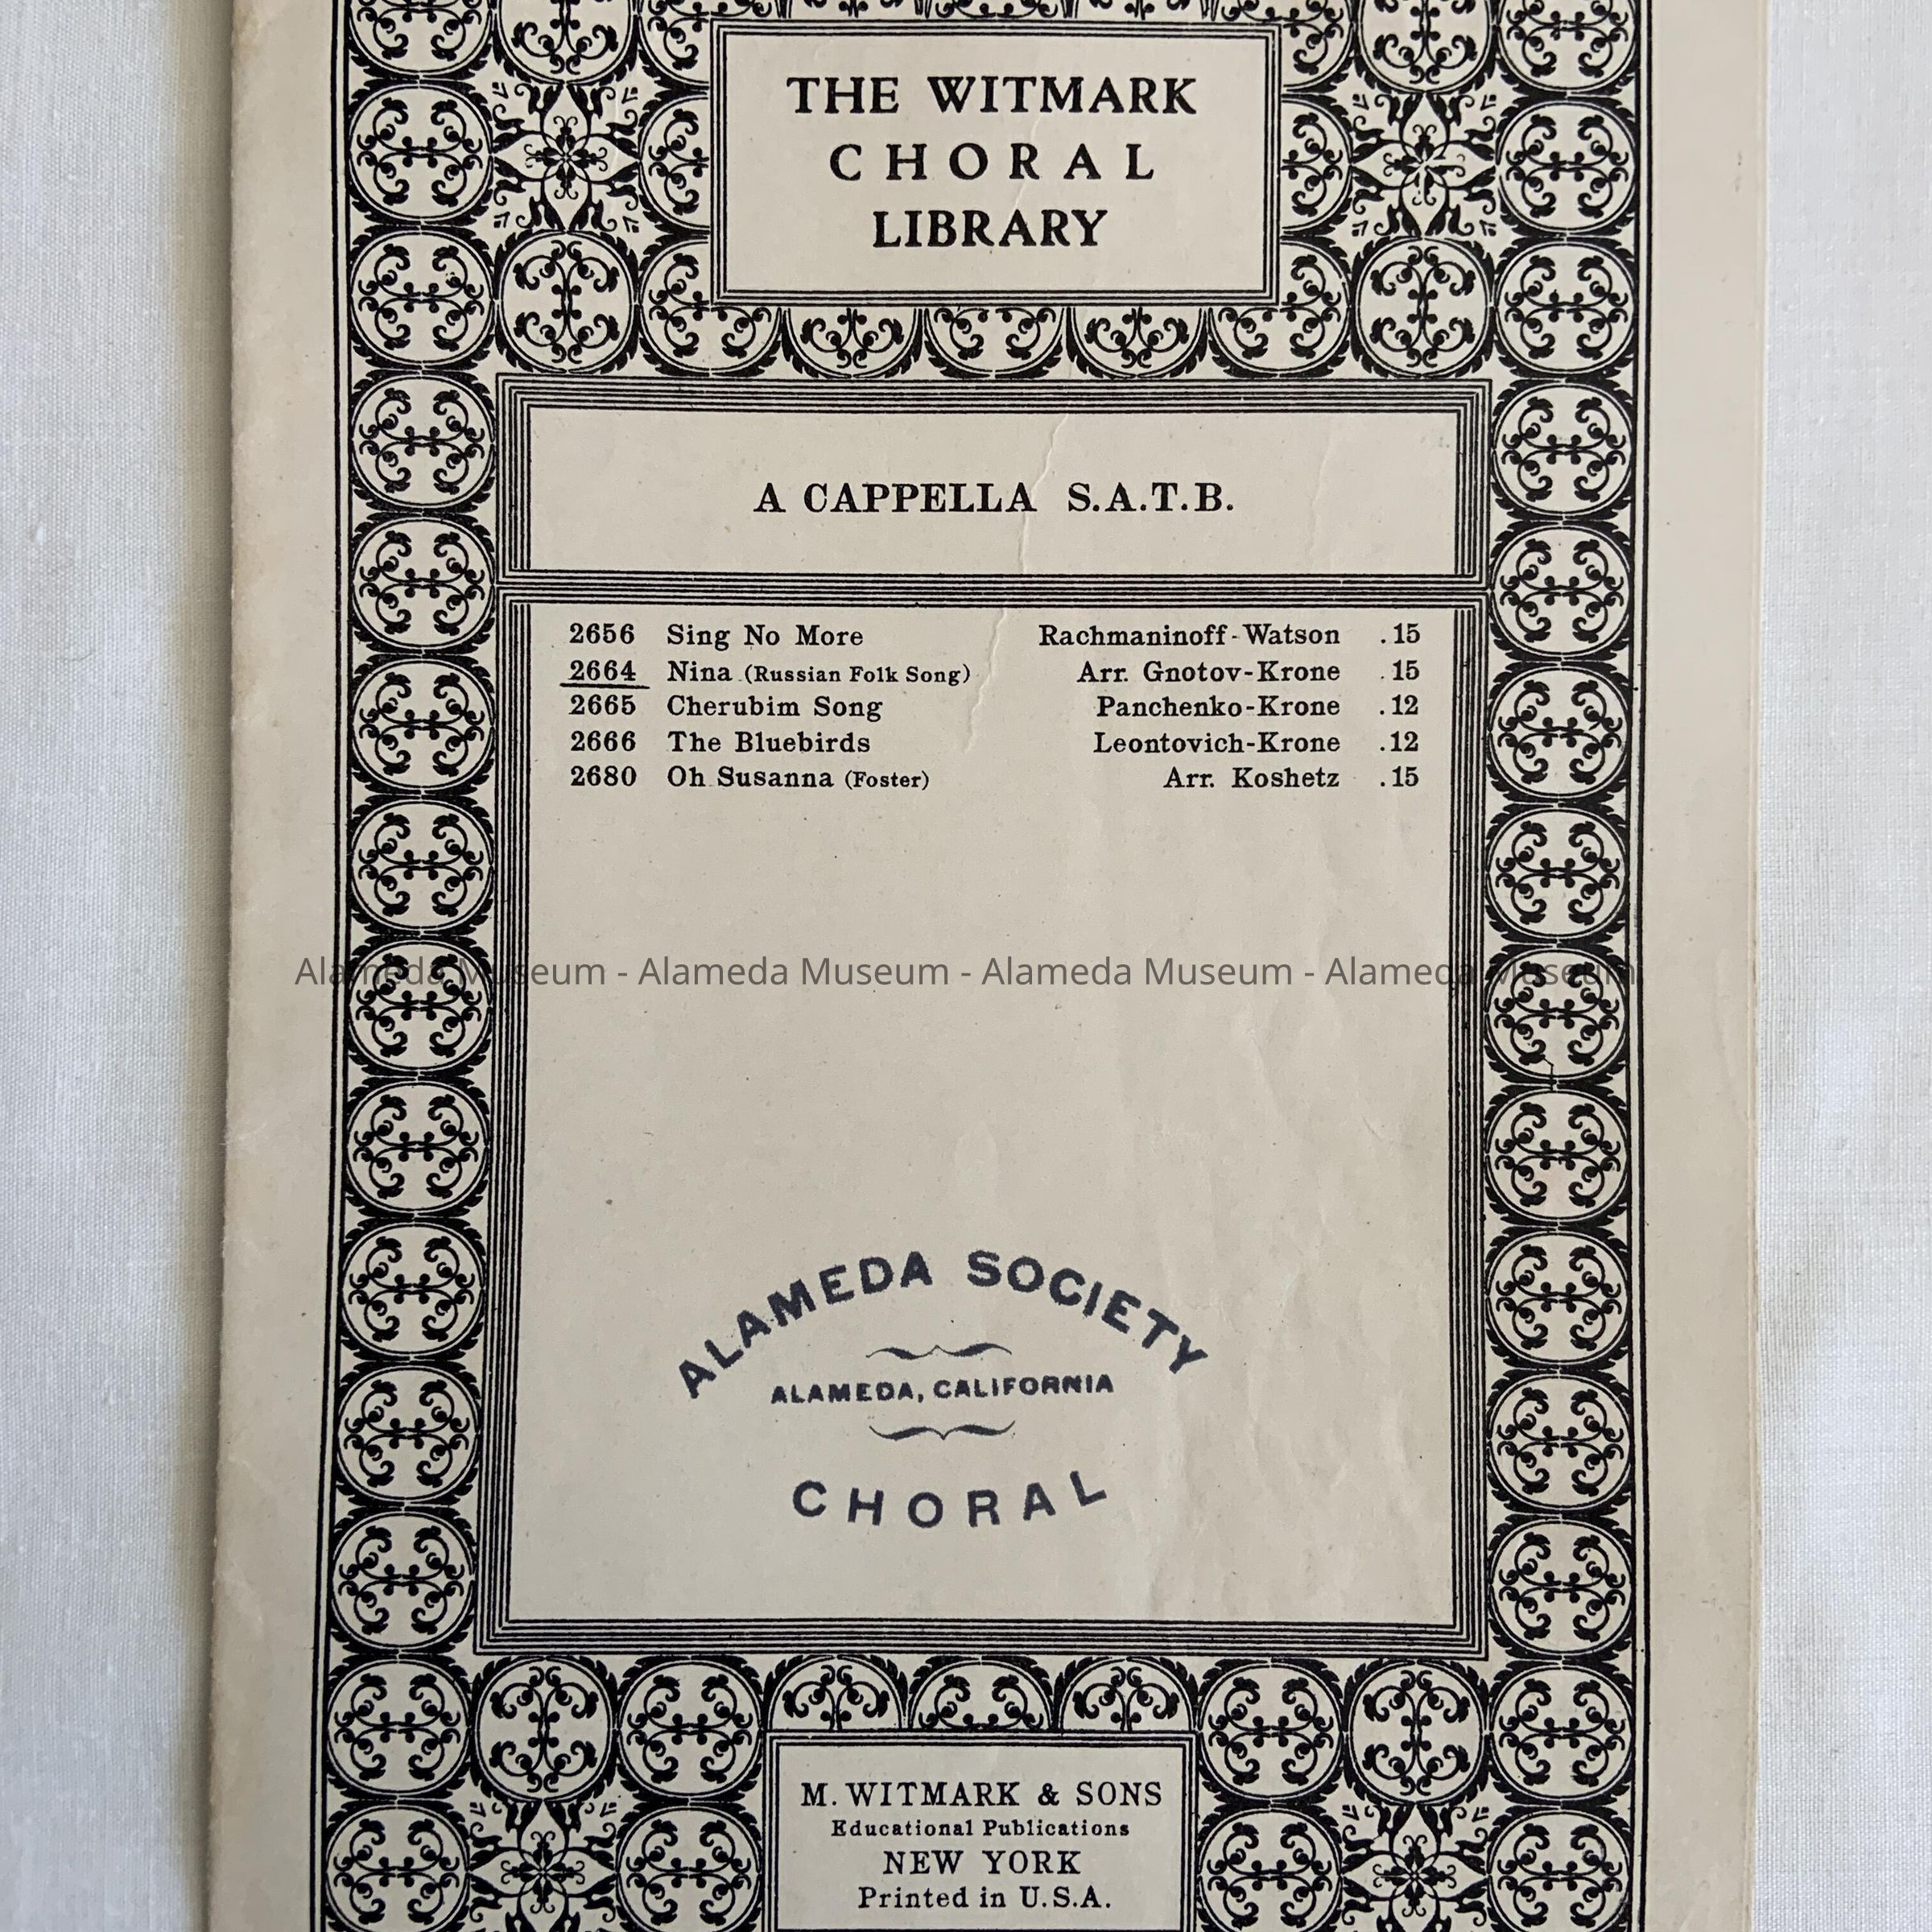 THE WITMARK
CHORAL
LIBRARY
A CAPPELLA S.A.T.B.
2656 Sing No More Rachmaninoff-Watson .15
2664 Nina (Russian Folk Song) Arr. Gnotov-Krone .15
2665 Cherubim Song Panchenko-Krone .12
2666 The Bluebirds Leontovich-Krone .12
2680 Oh Susanna (Foster) Arr. Koshetz .15
Alameda Museum - Alameda Museum - Alameda Museum - Alameda Museum
ALAMEDA SOCIETY
ALAMEDA, CALIFORNIA
CHORAL
M. WITMARK & SONS
Educational Publications
NEW YORK
Printed in U.S.A.